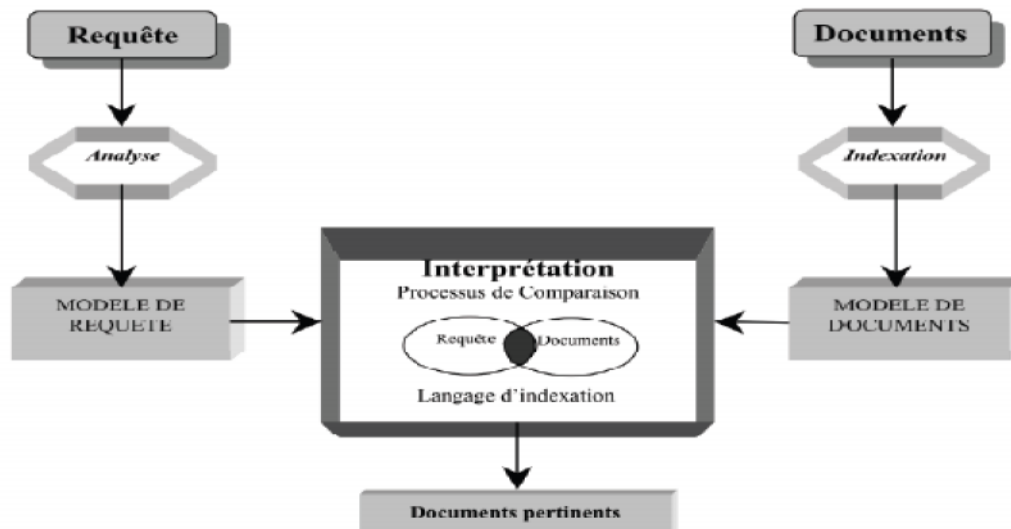 Requête
Documents
Analyse
Indexation
Interprétation
Processus de Comparaison
MODELE DE
REQUETE
MODELE DE
DOCUMENTS
Requête
Documents
Langage d'indexation
Documents pertinents